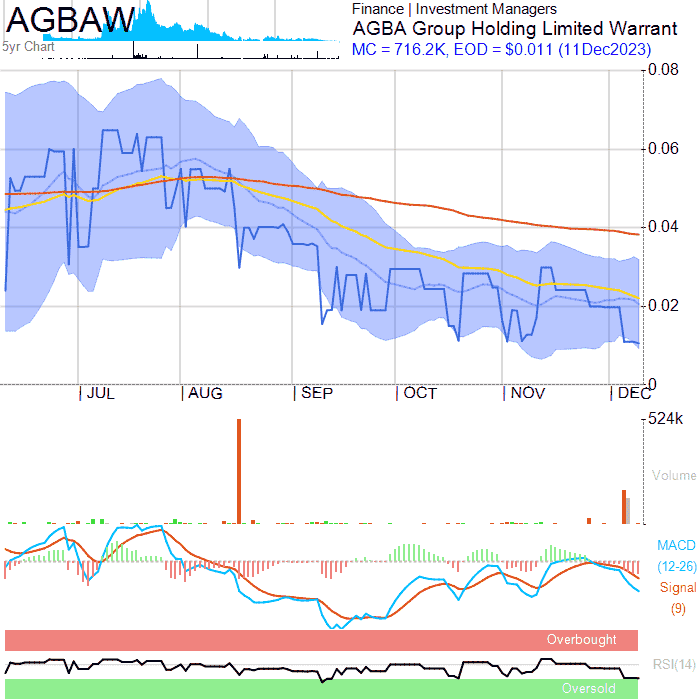 AGBAW
5yr Chart
Finance | Investment Managers
AGBA Group Holding Limited Warrant
MC = 716.2K, EOD = $0.011 (11Dec2023)
0.08
0.06
0.04
0.02
0
JUL AUG SEP OCT NOV DEC
524k
Volume
MACD
(12-26)
Signal
(9)
Overbought
RSI(14)
Oversold